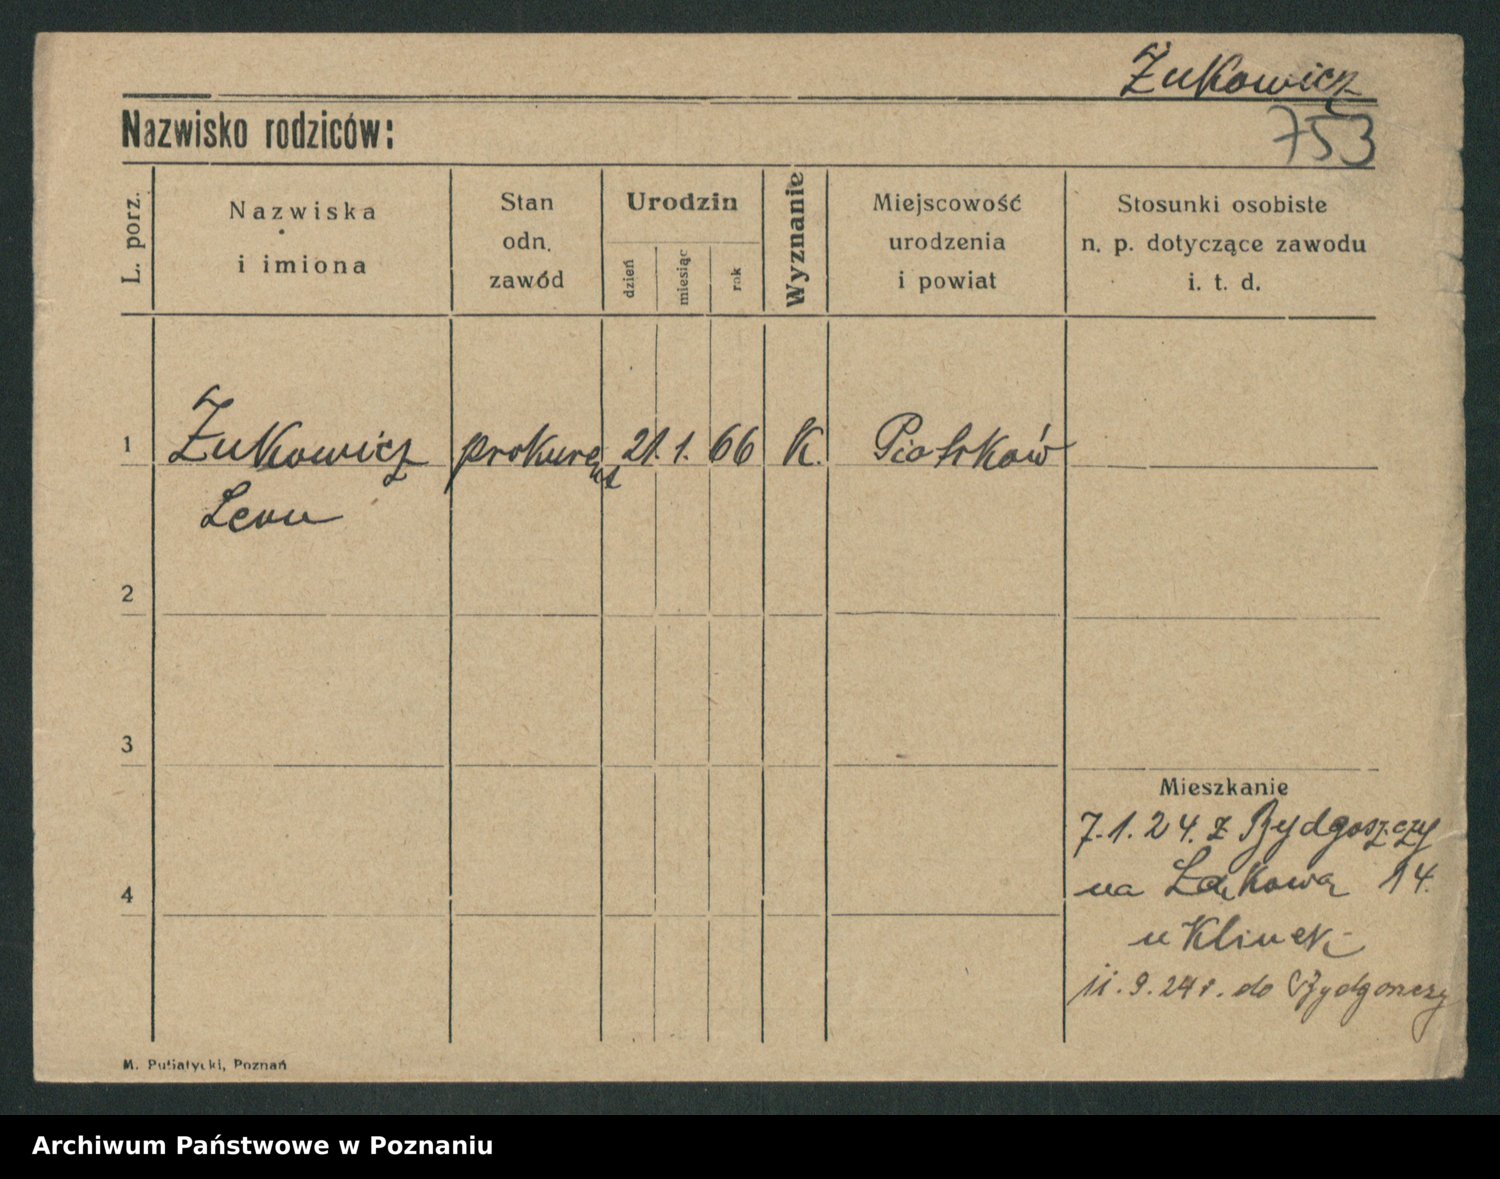 Żukowicz
Nazwisko rodziców:
753
L. porz.
Nazwiska
i imiona
Stan
odn.
zawód
Urodzin
dzień
miesiąc
rok
Wyznanie
Miejscowość
urodzenia
i powiat
Stosunki osobiste
n. p. dotyczące zawodu
i. t. d.
1 Żukowicz prokurent 21. 1. 66 K. Piotrków
Leon
2
3
Mieszkanie
7.1.24. z Bydgoszczy
4
na Łąkową 14.
u Klinek
11.9.24 r. do Bydgoszczy
M. Putiatycki, Poznań
Archiwum Państwowe w Poznaniu